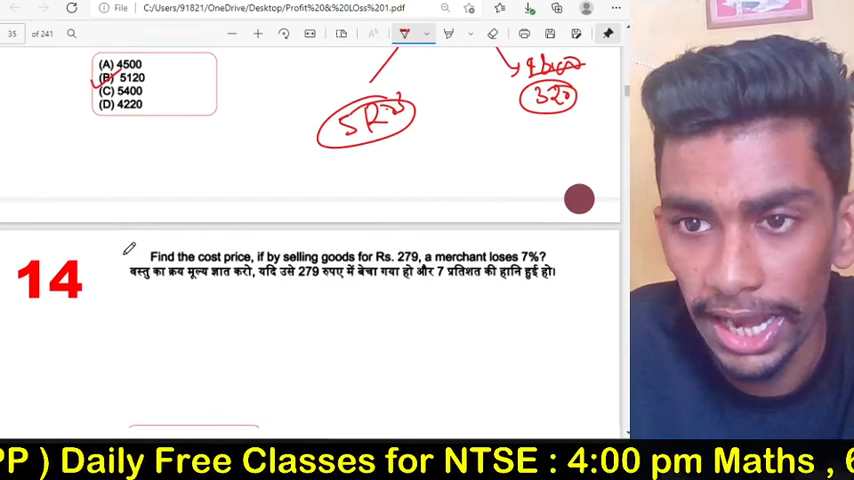 File C:/Users/91821/OneDrive/Desktop/Profit%20&%20LOss%201.pdf
35 of 241
(A) 4500
(B) 5120
(C) 5400
(D) 4220
320
14
Find the cost price, if by selling goods for Rs. 279, a merchant loses 7%?
वस्तु का क्रय मूल्य ज्ञात करो, यदि उसे 279 रुपए में बेचा गया हो और 7 प्रतिशत की हानि हुई हो।
PP ) Daily Free Classes for NTSE : 4:00 pm Maths , 6